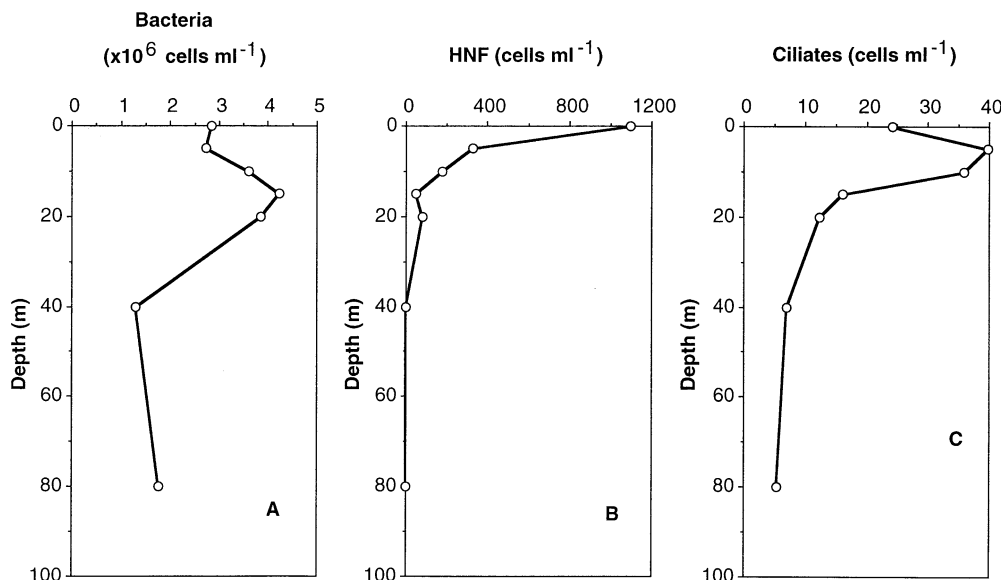 Bacteria
(x10⁶ cells ml⁻¹)
0 1 2 3 4 5
0
20
40
60
80
100
Depth (m)
A
HNF (cells ml⁻¹)
0 400 800 1200
0
20
40
60
80
100
Depth (m)
B
Ciliates (cells ml⁻¹)
0 10 20 30 40
0
20
40
60
80
100
Depth (m)
C